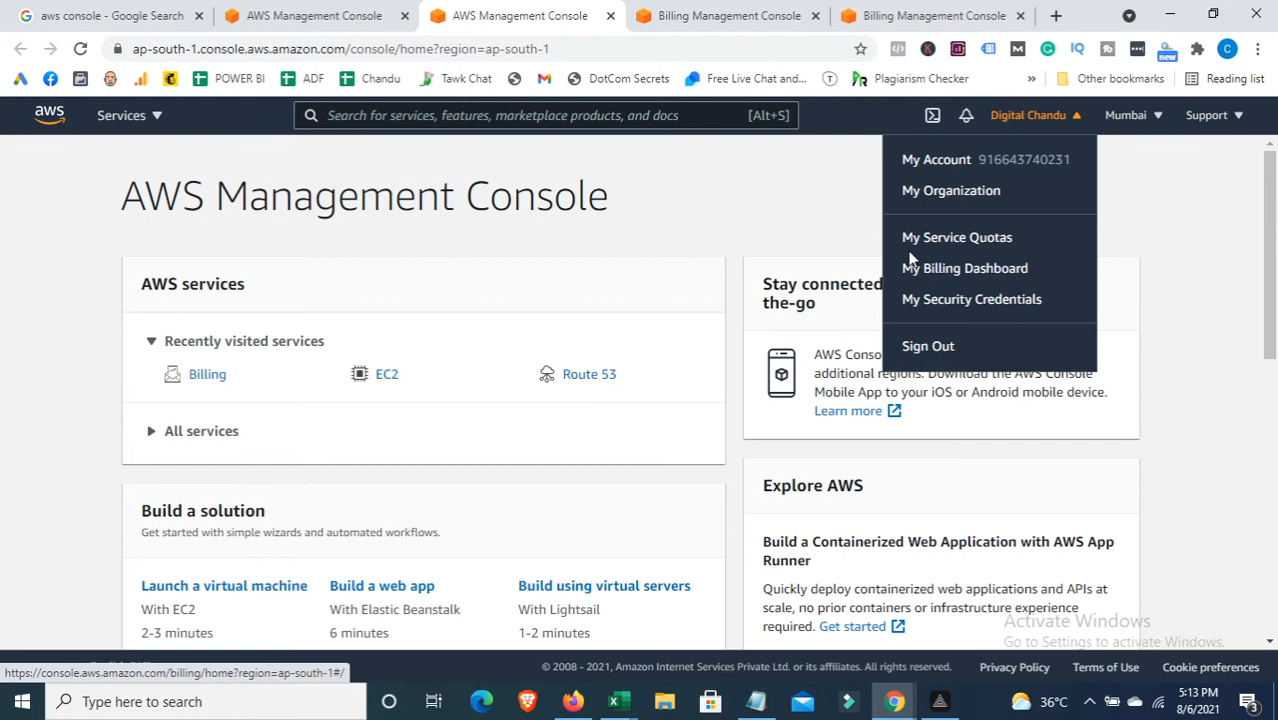 aws console - Google Search
AWS Management Console
AWS Management Console
Billing Management Console
Billing Management Console
ap-south-1.console.aws.amazon.com/console/home?region=ap-south-1
POWER BI
ADF
Chandu
Tawk Chat
DotCom Secrets
Free Live Chat and...
Plagiarism Checker
»
Other bookmarks
Reading list
new
aws
Services
Search for services, features, marketplace products, and docs
[Alt+S]
Digital Chandu
Mumbai
Support
My Account 916643740231
My Organization
My Service Quotas
My Billing Dashboard
My Security Credentials
Sign Out
AWS Management Console
AWS services
Recently visited services
Billing
EC2
Route 53
All services
Stay connected
the-go
AWS Conso
additional regions. Download the AWS Console
Mobile App to your iOS or Android mobile device.
Learn more
Build a solution
Get started with simple wizards and automated workflows.
Launch a virtual machine
With EC2
2-3 minutes
Build a web app
With Elastic Beanstalk
6 minutes
Build using virtual servers
With Lightsail
1-2 minutes
Explore AWS
Build a Containerized Web Application with AWS App
Runner
Quickly deploy containerized web applications and APIs at
scale, no prior containers or infrastructure experience
required. Get started
Activate Windows
Go to Settings to activate Windows.
https://console.aws.amazon.com/billing/home?region=ap-south-1#/
© 2008 - 2021, Amazon Internet Services Private Ltd. or its affiliates. All rights reserved.
Privacy Policy
Terms of Use
Cookie preferences
Type here to search
36°C
5:13 PM
8/6/2021
3